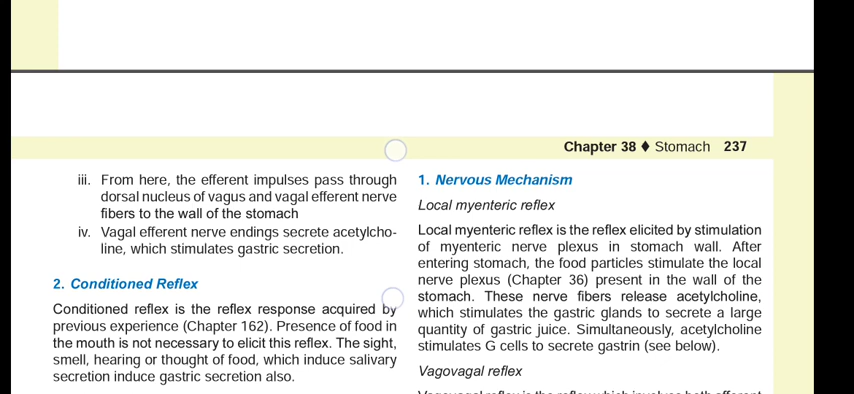 Chapter 38 ♦ Stomach 237
iii. From here, the efferent impulses pass through
dorsal nucleus of vagus and vagal efferent nerve
fibers to the wall of the stomach
iv. Vagal efferent nerve endings secrete acetylcho-
line, which stimulates gastric secretion.
2. Conditioned Reflex
Conditioned reflex is the reflex response acquired by
previous experience (Chapter 162). Presence of food in
the mouth is not necessary to elicit this reflex. The sight,
smell, hearing or thought of food, which induce salivary
secretion induce gastric secretion also.
1. Nervous Mechanism
Local myenteric reflex
Local myenteric reflex is the reflex elicited by stimulation
of myenteric nerve plexus in stomach wall. After
entering stomach, the food particles stimulate the local
nerve plexus (Chapter 36) present in the wall of the
stomach. These nerve fibers release acetylcholine,
which stimulates the gastric glands to secrete a large
quantity of gastric juice. Simultaneously, acetylcholine
stimulates G cells to secrete gastrin (see below).
Vagovagal reflex